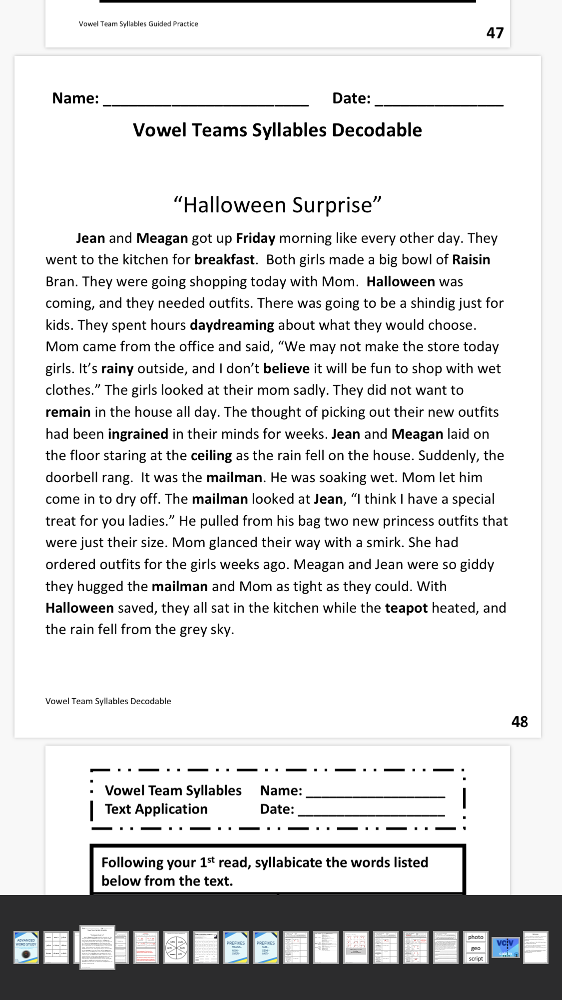 Vowel Team Syllables Guided Practice
47
Name: ________________________ Date: _______________
Vowel Teams Syllables Decodable
“Halloween Surprise”
Jean and Meagan got up Friday morning like every other day. They
went to the kitchen for breakfast.  Both girls made a big bowl of Raisin
Bran. They were going shopping today with Mom.  Halloween was
coming, and they needed outfits. There was going to be a shindig just for
kids. They spent hours daydreaming about what they would choose.
Mom came from the office and said, “We may not make the store today
girls. It’s rainy outside, and I don’t believe it will be fun to shop with wet
clothes.” The girls looked at their mom sadly. They did not want to
remain in the house all day. The thought of picking out their new outfits
had been ingrained in their minds for weeks. Jean and Meagan laid on
the floor staring at the ceiling as the rain fell on the house. Suddenly, the
doorbell rang.  It was the mailman. He was soaking wet. Mom let him
come in to dry off. The mailman looked at Jean, “I think I have a special
treat for you ladies.” He pulled from his bag two new princess outfits that
were just their size. Mom glanced their way with a smirk. She had
ordered outfits for the girls weeks ago. Meagan and Jean were so giddy
they hugged the mailman and Mom as tight as they could. With
Halloween saved, they all sat in the kitchen while the teapot heated, and
the rain fell from the grey sky.
Vowel Team Syllables Decodable
48
Vowel Team Syllables Name: __________________
Text Application Date: ___________________
Following your 1st read, syllabicate the words listed
below from the text.
ADVANCED
WORD STUDY
PREFIXES
TRANS-
NON-
OVER-
PREFIXES
SUB-
SEMI-
ANTI-
photo
geo
script
VCIV
cabin